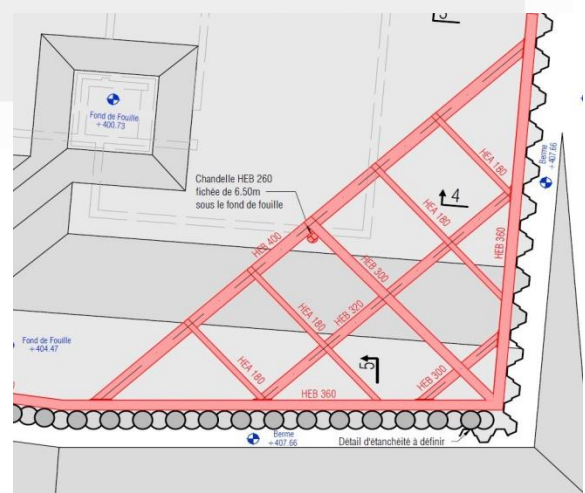 Fond de Fouille
+400.73
Chandelle HEB 260
fichée de 6.50m
sous le fond de fouille
HEA 180
HEA 180
4
Berme
+407.66
HEB 400
HEB 300
HEB 360
HEA 180
HEB 320
Fond de Fouille
+404.47
HEA 180
5
HEB 300
HEB 360
Berme
+407.66
Détail d'étanchéité à définir